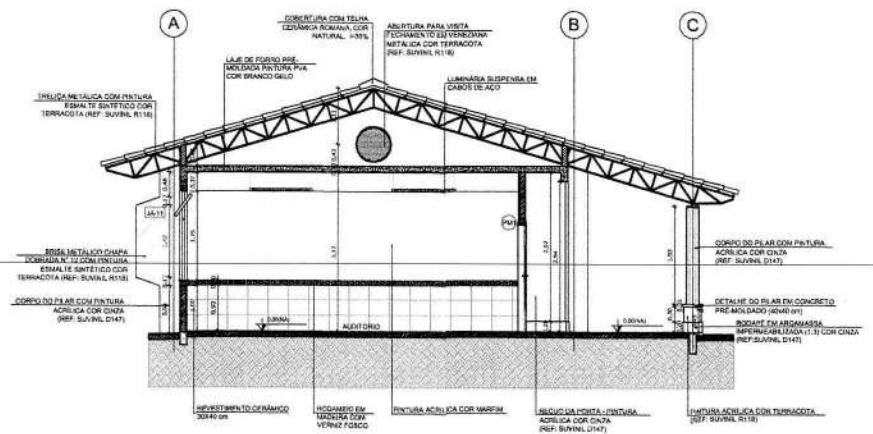 A
B
C
COBERTURA COM TELHA
CERÂMICA ROMANA, COR
NATURAL. I=30%
ABERTURA PARA VISITA
FECHAMENTO EM VENEZIANA
METÁLICA COR TERRACOTA
(REF: SUVINIL R118)
LAJE DE FORRO PRÉ-
MOLDADA PINTURA PVA
COR BRANCO GELO
LUMINÁRIA SUSPENSA EM
CABOS DE AÇO
TRELIÇA METÁLICA COM PINTURA
ESMALTE SINTÉTICO COR
TERRACOTA (REF: SUVINIL R118)
JA-11
PM1
BRISE METÁLICO CHAPA
DOBRADA N° 12 COM PINTURA
ESMALTE SINTÉTICO COR
TERRACOTA (REF: SUVINIL R118)
CORPO DO PILAR COM PINTURA
ACRÍLICA COR CINZA
(REF: SUVINIL D147)
CORPO DO PILAR COM PINTURA
ACRÍLICA COR CINZA
(REF: SUVINIL D147)
DETALHE DO PILAR EM CONCRETO
PRÉ-MOLDADO (40x40 cm)
RODAPÉ EM ARGAMASSA
IMPERMEABILIZADA (1:3) COR CINZA
(REF:SUVINIL D147)
AUDITÓRIO
REVESTIMENTO CERÂMICO
30X40 cm
RODAMEIO EM
MADEIRA COM
VERNIZ FOSCO
PINTURA ACRÍLICA COR MARFIM
RECUO DA PORTA - PINTURA
ACRÍLICA COR CINZA
(REF: SUVINIL D147)
PINTURA ACRÍLICA COR TERRACOTA
(REF: SUVINIL R118)